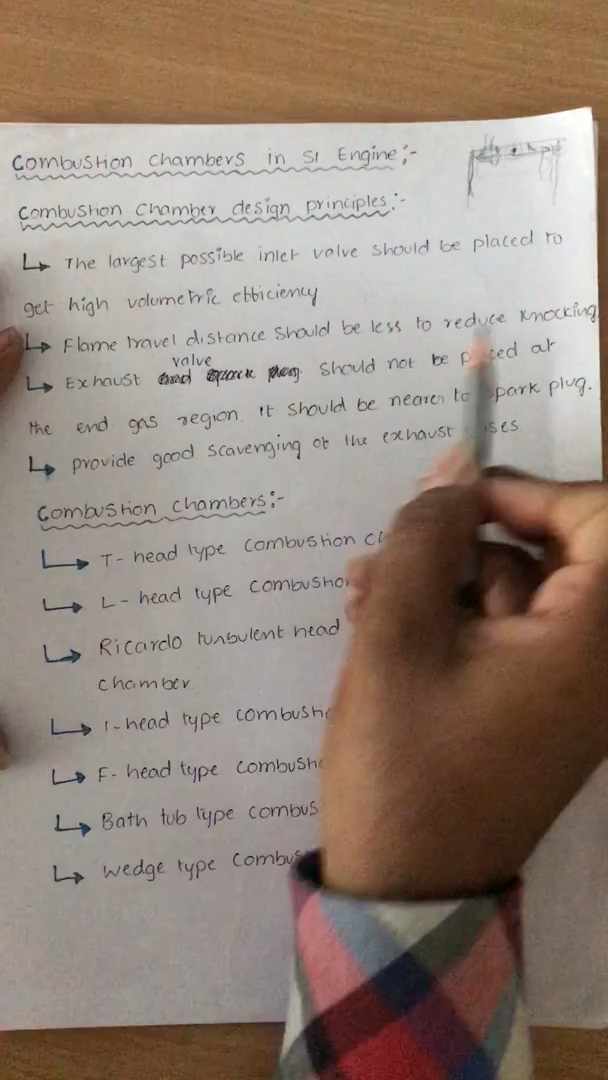 Combustion chambers in SI Engine:-
Combustion Chamber design principles:-
The largest possible inlet valve should be placed to
get high volumetric efficiency
Flame travel distance should be less to reduce knocking
valve
Exhaust should not be placed at
the end gas region. it should be nearer to spark plug.
provide good scavenging of the exhaust
Combustion chambers:-
T-head type combustion
L-head type combustion
Ricardo turbulent head
chamber
I-head type
F-head type
Bath tub type
wedge type